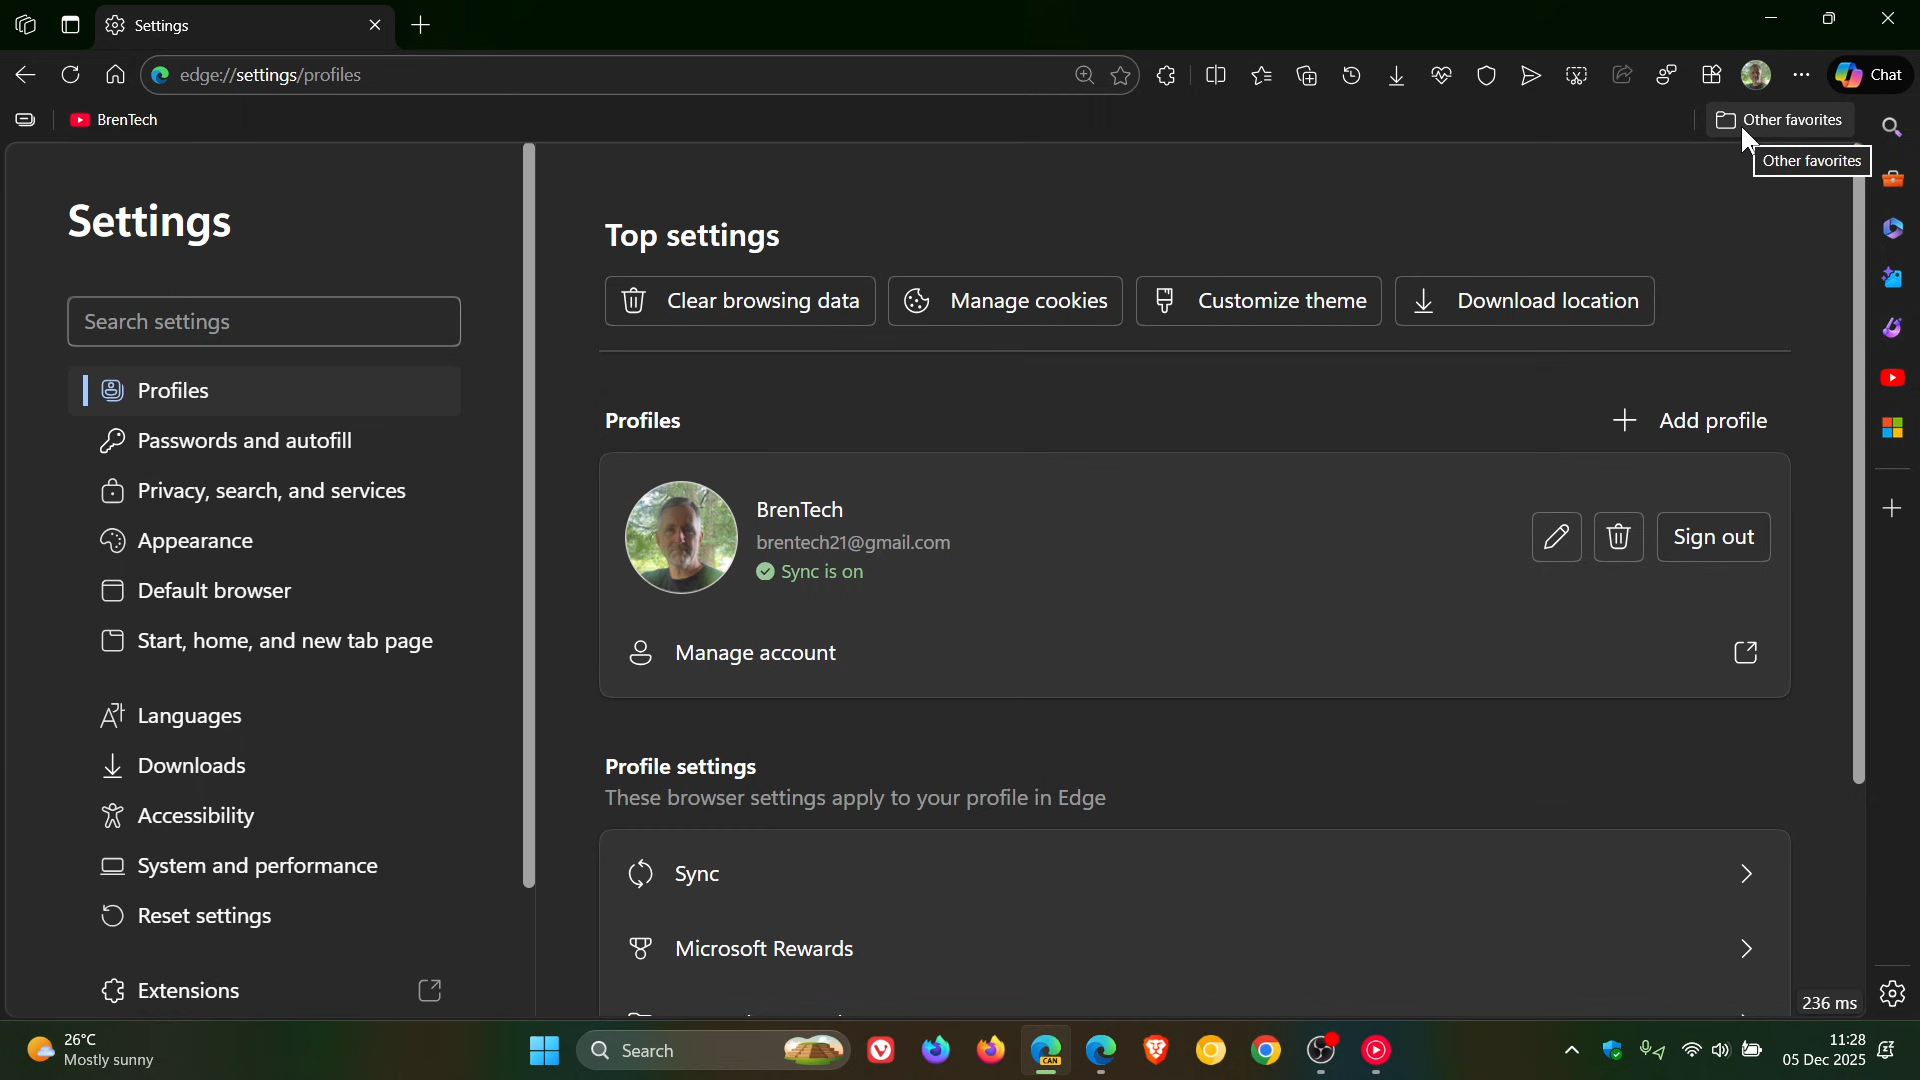 Settings
edge://settings/profiles
Chat
BrenTech
Other favorites
Other favorites
Settings
Search settings
Profiles
Passwords and autofill
Privacy, search, and services
Appearance
Default browser
Start, home, and new tab page
Languages
Downloads
Accessibility
System and performance
Reset settings
Extensions
Top settings
Clear browsing data
Manage cookies
Customize theme
Download location
Profiles
Add profile
BrenTech
brentech21@gmail.com
Sync is on
Sign out
Manage account
Profile settings
These browser settings apply to your profile in Edge
Sync
Microsoft Rewards
236 ms
26°C
Mostly sunny
Search
CAN
11:28
05 Dec 2025